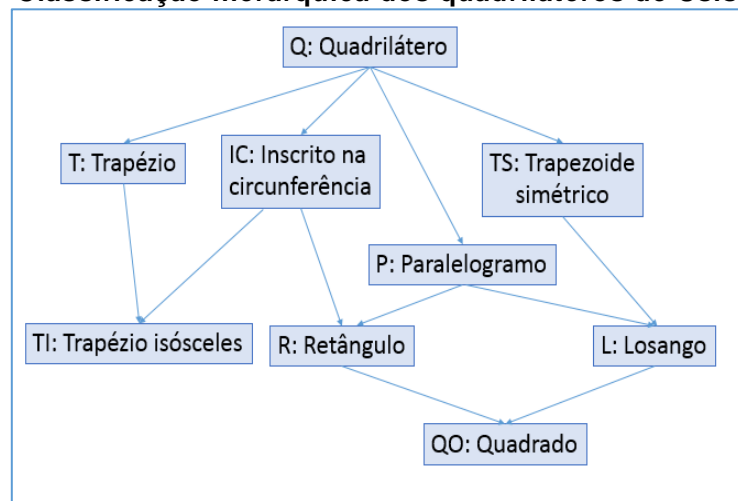 Q: Quadrilátero
T: Trapézio
IC: Inscrito na
circunferência
TS: Trapezoide
simétrico
P: Paralelogramo
TI: Trapézio isósceles
R: Retângulo
L: Losango
QO: Quadrado